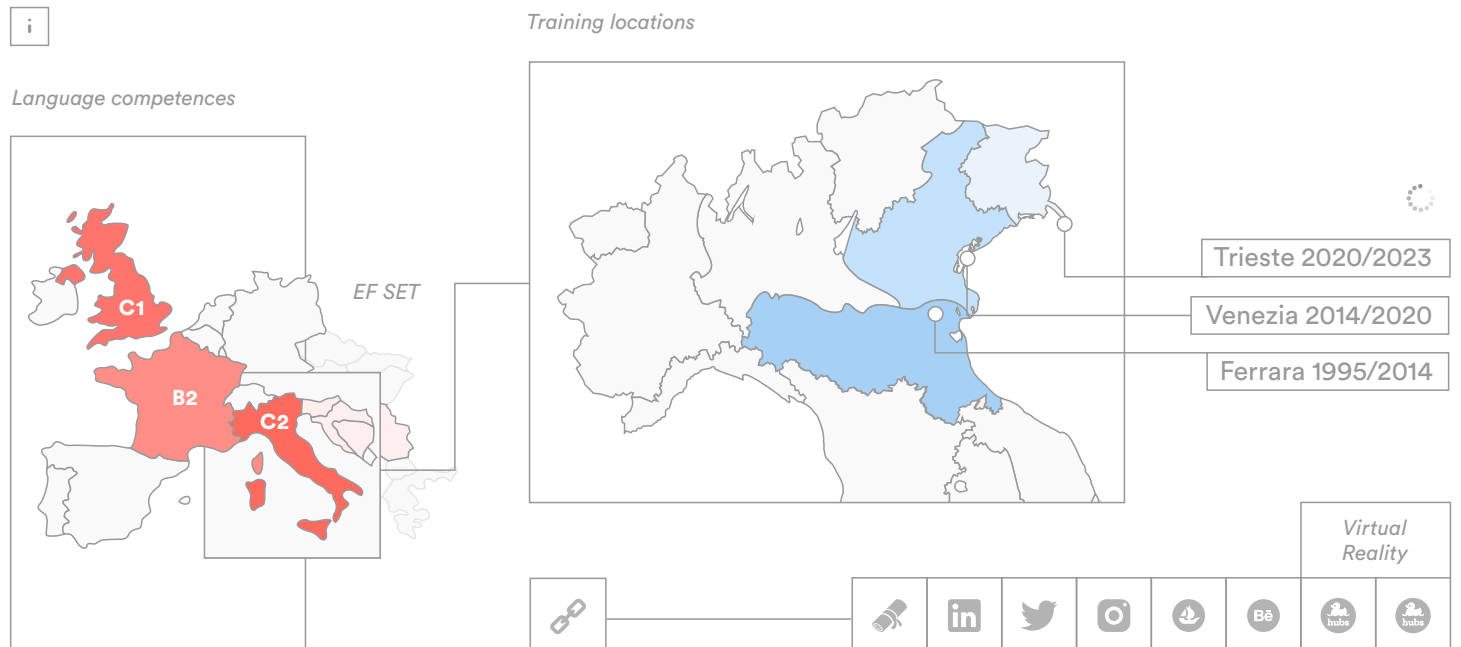 i
Training locations
Language competences
EF SET
C1
B2
C2
Trieste 2020/2023
Venezia 2014/2020
Ferrara 1995/2014
Virtual
Reality
in
Bē
hubs
hubs